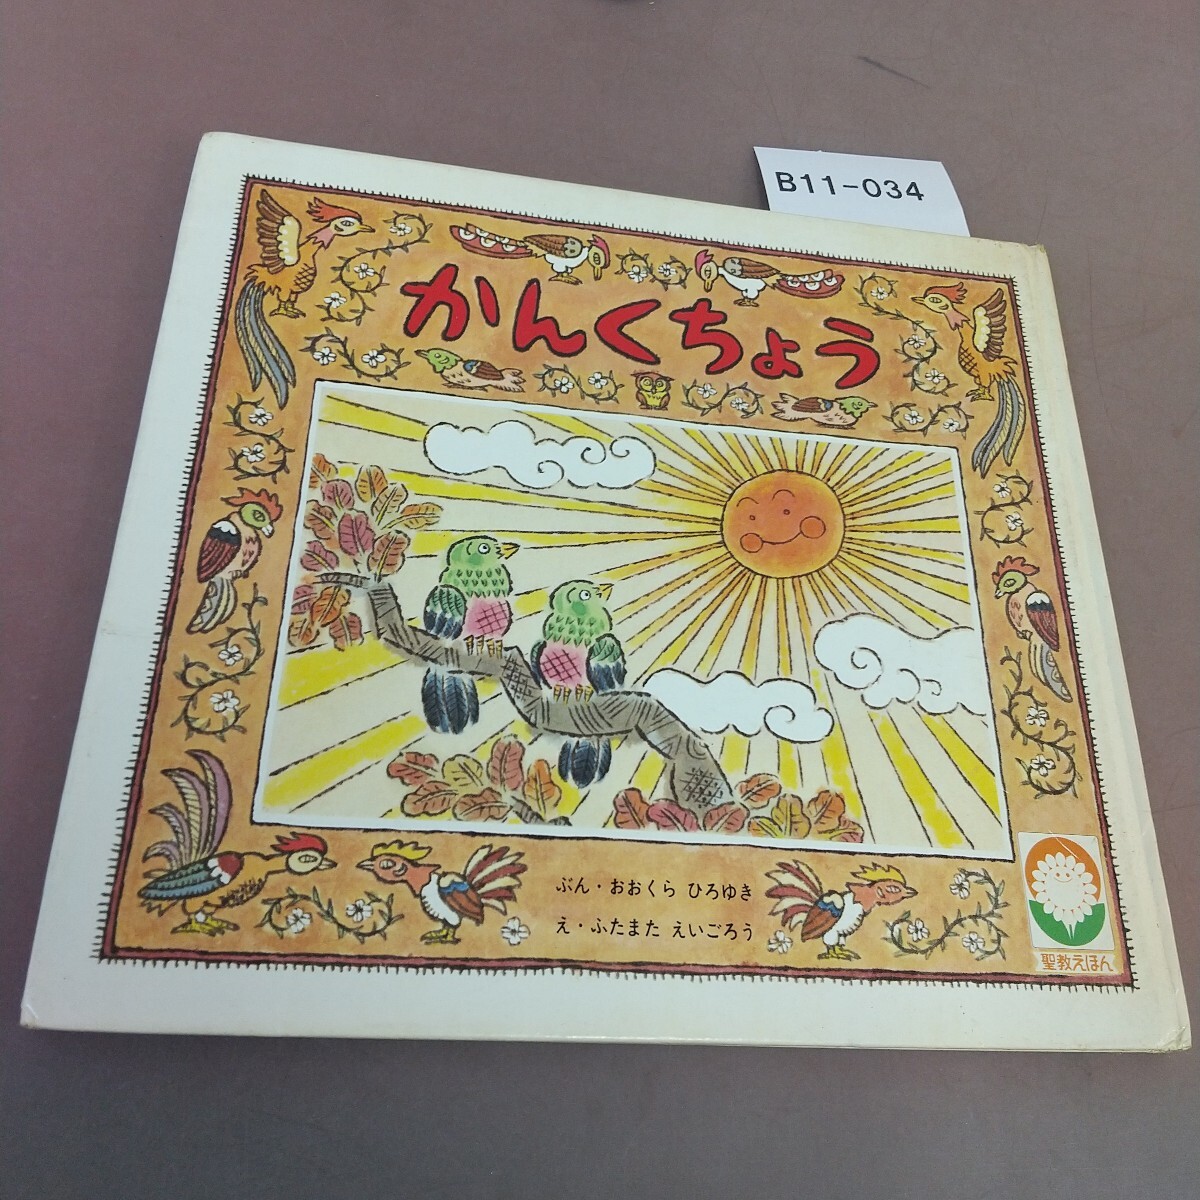 B11-034
かんくちょう
ぶん・おおくら ひろゆき
え・ふたまた えいごろう
聖教えほん